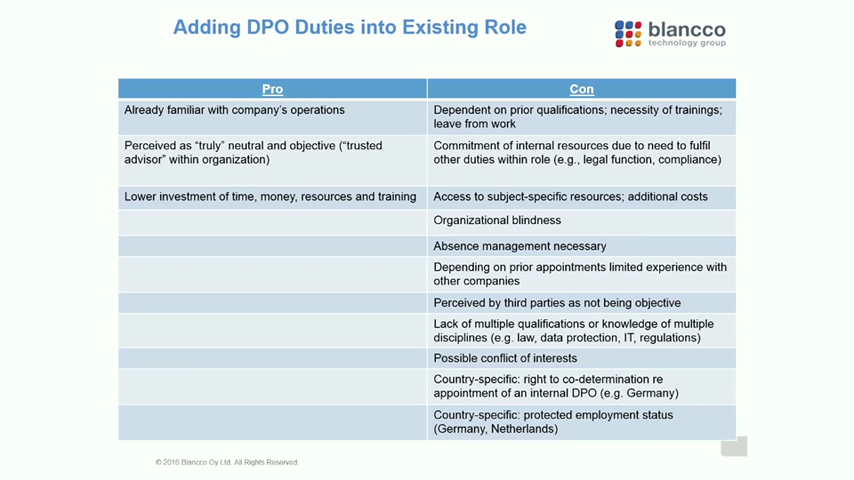 Adding DPO Duties into Existing Role
blancco
technology group
Pro
Con
Already familiar with company's operations
Dependent on prior qualifications; necessity of trainings;
leave from work
Perceived as “truly” neutral and objective (“trusted
advisor” within organization)
Commitment of internal resources due to need to fulfil
other duties within role (e.g., legal function, compliance)
Lower investment of time, money, resources and training
Access to subject-specific resources; additional costs
Organizational blindness
Absence management necessary
Depending on prior appointments limited experience with
other companies
Perceived by third parties as not being objective
Lack of multiple qualifications or knowledge of multiple
disciplines (e.g. law, data protection, IT, regulations)
Possible conflict of interests
Country-specific: right to co-determination re
appointment of an internal DPO (e.g. Germany)
Country-specific: protected employment status
(Germany, Netherlands)
© 2016 Blancco Oy Ltd. All Rights Reserved.